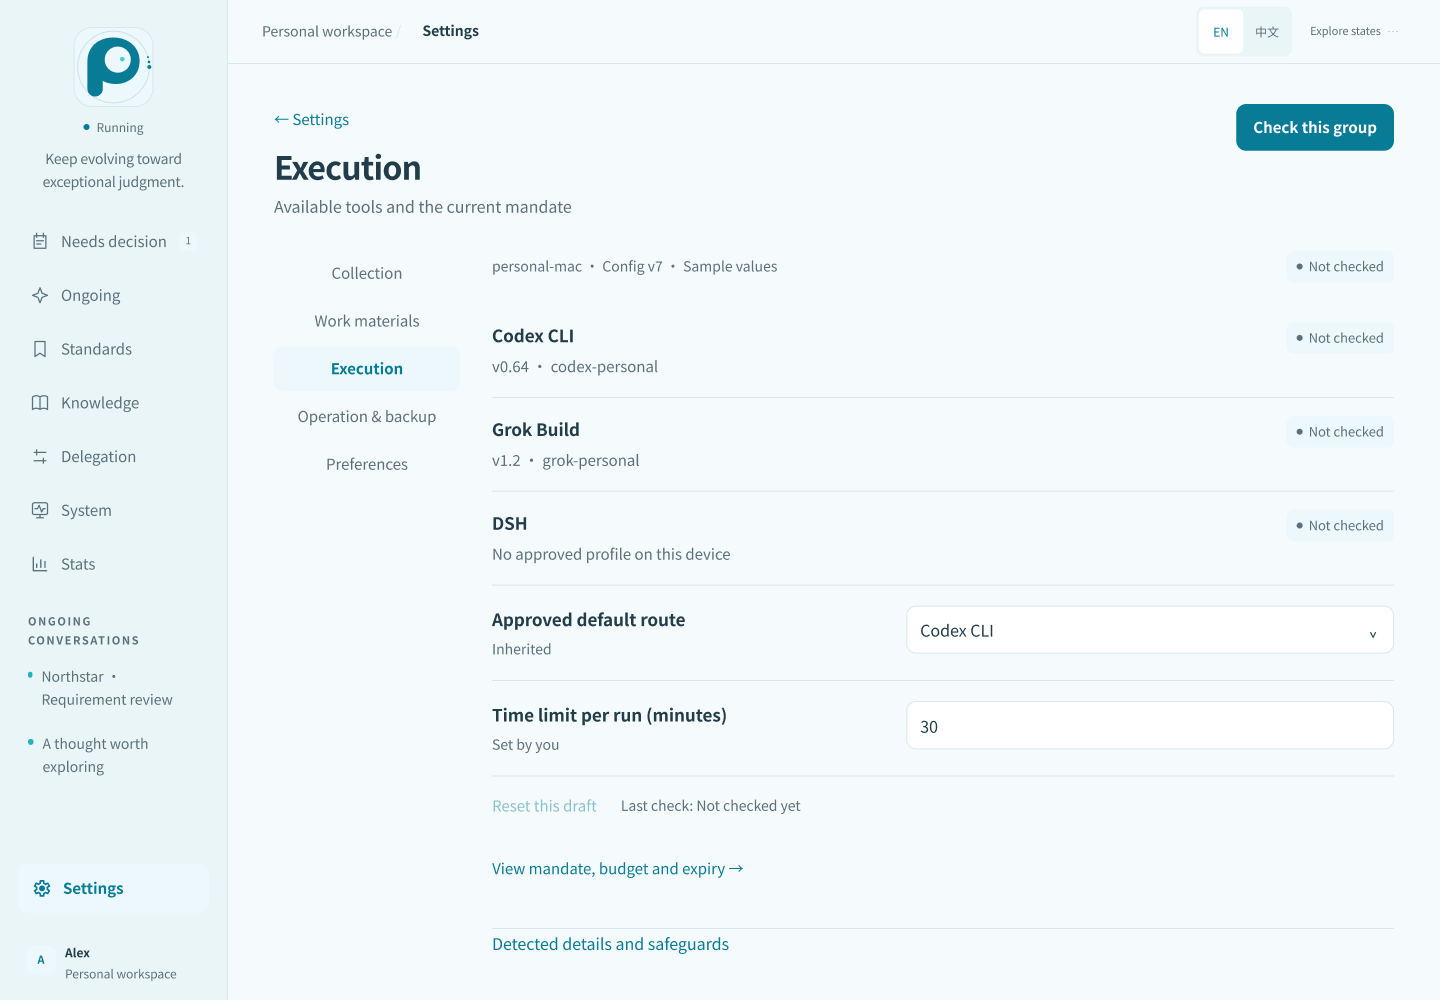 Running
Keep evolving toward
exceptional judgment.
Needs decision 1
Ongoing
Standards
Knowledge
Delegation
System
Stats
ONGOING
CONVERSATIONS
Northstar •
Requirement review
A thought worth
exploring
Settings
A
Alex
Personal workspace
Personal workspace / Settings
EN 中文
Explore states ···
← Settings
Check this group
Execution
Available tools and the current mandate
Collection
Work materials
Execution
Operation & backup
Preferences
personal-mac • Config v7 • Sample values
Not checked
Codex CLI
Not checked
v0.64 • codex-personal
Grok Build
Not checked
v1.2 • grok-personal
DSH
Not checked
No approved profile on this device
Approved default route
Inherited
Codex CLI
Time limit per run (minutes)
Set by you
30
Reset this draft Last check: Not checked yet
View mandate, budget and expiry →
Detected details and safeguards